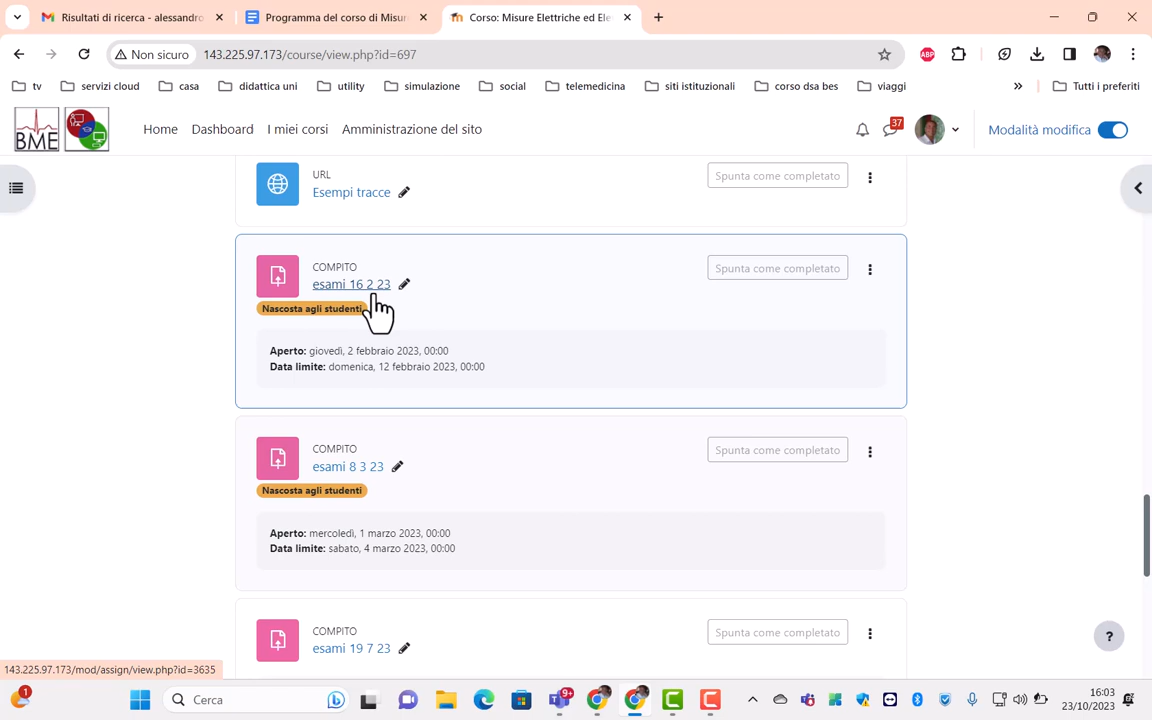 Risultati di ricerca - alessandro
Programma del corso di Misur
Corso: Misure Elettriche ed Ele
Non sicuro
143.225.97.173/course/view.php?id=697
ABP
tv
servizi cloud
casa
didattica uni
utility
simulazione
social
telemedicina
siti istituzionali
corso dsa bes
viaggi
»
Tutti i preferiti
BME
Home
Dashboard
I miei corsi
Amministrazione del sito
37
Modalità modifica
URL
Esempi tracce
Spunta come completato
COMPITO
esami 16 2 23
Spunta come completato
Nascosta agli studenti
Aperto: giovedì, 2 febbraio 2023, 00:00
Data limite: domenica, 12 febbraio 2023, 00:00
COMPITO
esami 8 3 23
Spunta come completato
Nascosta agli studenti
Aperto: mercoledì, 1 marzo 2023, 00:00
Data limite: sabato, 4 marzo 2023, 00:00
COMPITO
esami 19 7 23
Spunta come completato
?
143.225.97.173/mod/assign/view.php?id=3635
1
Cerca
9+
16:03
23/10/2023